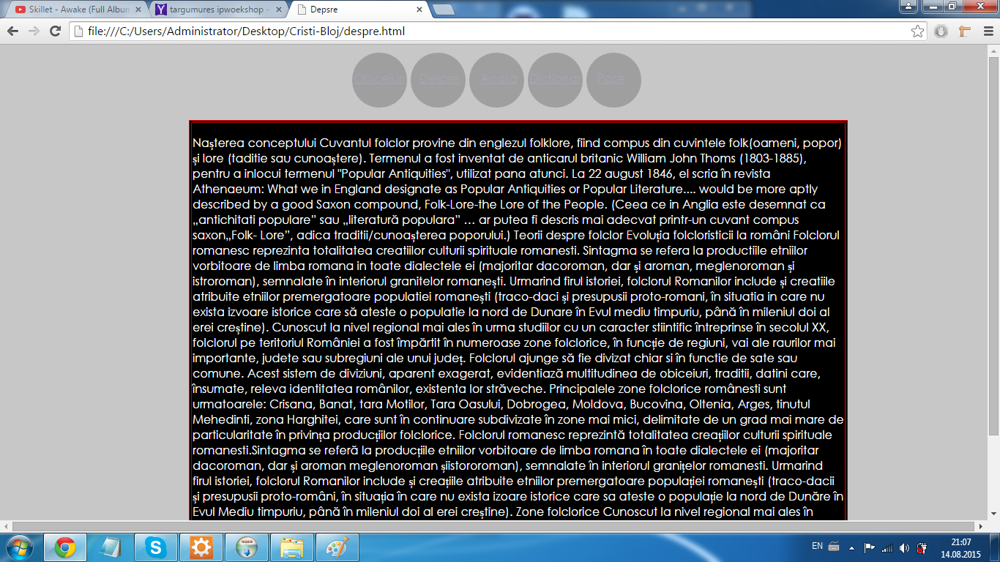 Skillet - Awake (Full Album
targumures ipwoekshop -
Depsre
file:///C:/Users/Administrator/Desktop/Cristi-Bloj/despre.html
Obiceiuri Despre Acasa Dictionar Poze
Nașterea conceptului Cuvantul folclor provine din englezul folklore, fiind compus din cuvintele folk(oameni, popor)
și lore (taditie sau cunoaștere). Termenul a fost inventat de anticarul britanic William John Thoms (1803-1885),
pentru a inlocui termenul "Popular Antiquities", utilizat pana atunci. La 22 august 1846, el scria în revista
Athenaeum: What we in England designate as Popular Antiquities or Popular Literature.... would be more aptly
described by a good Saxon compound, Folk-Lore-the Lore of the People. (Ceea ce in Anglia este desemnat ca
„antichitati populare” sau „literatură populara” … ar putea fi descris mai adecvat printr-un cuvant compus
saxon„Folk- Lore”, adica traditii/cunoașterea poporului.) Teorii despre folclor Evoluția folcloristicii la români Folclorul
romanesc reprezinta totalitatea creatiilor culturii spirituale romanesti. Sintagma se refera la productiile etniilor
vorbitoare de limba romana in toate dialectele ei (majoritar dacoroman, dar și aroman, meglenoroman și
istroroman), semnalate în interiorul granitelor romanești. Urmarind firul istoriei, folclorul Romanilor include și creatiile
atribuite etniilor premergatoare populatiei romanești (traco-daci și presupusii proto-romani, în situatia in care nu
exista izvoare istorice care să ateste o populatie la nord de Dunare în Evul mediu timpuriu, până în mileniul doi al
erei creștine). Cunoscut la nivel regional mai ales în urma studiilor cu un caracter stiintific întreprinse în secolul XX,
folclorul pe teritoriul României a fost împărtit în numeroase zone folclorice, în funcție de regiuni, vai ale raurilor mai
importante, judete sau subregiuni ale unui județ. Folclorul ajunge să fie divizat chiar si în functie de sate sau
comune. Acest sistem de diviziuni, aparent exagerat, evidentiază multitudinea de obiceiuri, traditii, datini care,
însumate, releva identitatea românilor, existenta lor străveche. Principalele zone folclorice românesti sunt
urmatoarele: Crisana, Banat, tara Motilor, Tara Oasului, Dobrogea, Moldova, Bucovina, Oltenia, Arges, tinutul
Mehedinti, zona Harghitei, care sunt în continuare subdivizate în zone mai mici, delimitate de un grad mai mare de
particularitate în privința producțiilor folclorice. Folclorul romanesc reprezintă totalitatea creațiilor culturii spirituale
romanesti.Sintagma se referă la producțiile etniilor vorbitoare de limba romana în toate dialectele ei (majoritar
dacoroman, dar și aroman meglenoroman șiistororoman), semnalate în interiorul granițelor romanesti. Urmarind
firul istoriei, folclorul Romanilor include și creațiile atribuite etniilor premergatoare populației romanești (traco-dacii
și presupusii proto-români, în situația în care nu exista izoare istorice care sa ateste o populație la nord de Dunăre în
Evul Mediu timpuriu, până în mileniul doi al erei creștine). Zone folclorice Cunoscut la nivel regional mai ales în
EN
21:07
14.08.2015